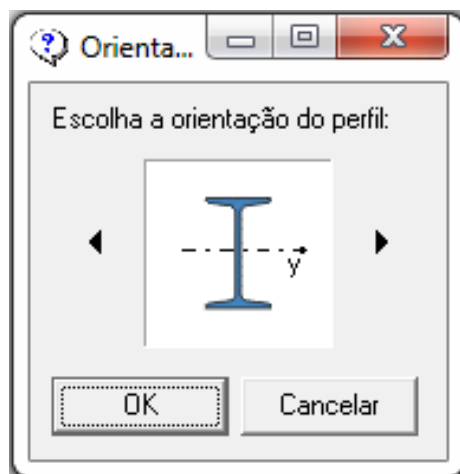 Orienta...
Escolha a orientação do perfil:
y
OK
Cancelar